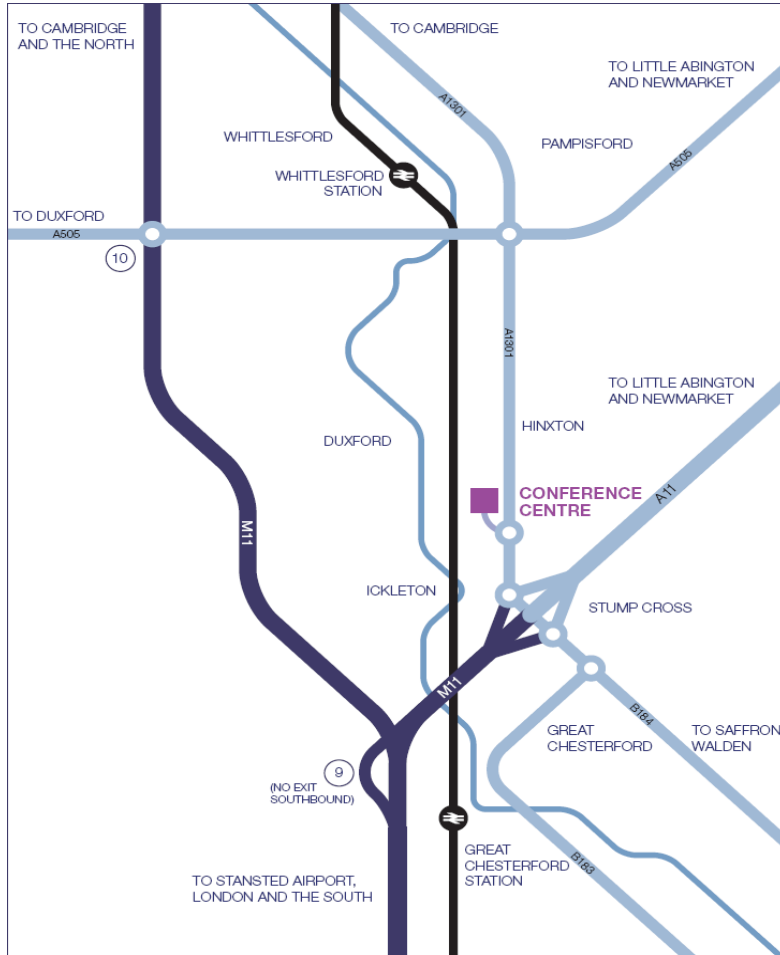 TO CAMBRIDGE
AND THE NORTH
TO CAMBRIDGE
TO LITTLE ABINGTON
AND NEWMARKET
A1301
WHITTLESFORD
PAMPISFORD
A505
WHITTLESFORD
STATION
TO DUXFORD
A505
10
A1301
TO LITTLE ABINGTON
AND NEWMARKET
HINXTON
DUXFORD
CONFERENCE
CENTRE
A11
M11
ICKLETON
STUMP CROSS
M11
B184
GREAT
CHESTERFORD
TO SAFFRON
WALDEN
9
(NO EXIT
SOUTHBOUND)
GREAT
CHESTERFORD
STATION
B183
TO STANSTED AIRPORT,
LONDON AND THE SOUTH